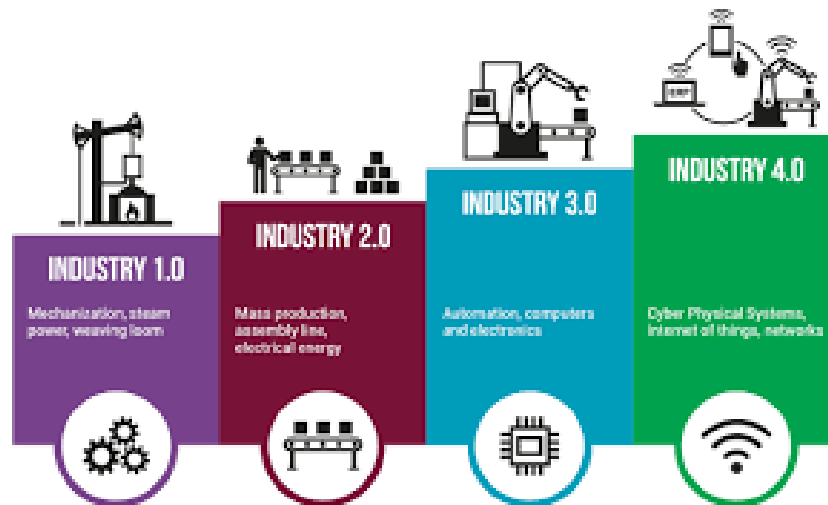 INDUSTRY 1.0
Mechanization, steam
power, weaving loom
INDUSTRY 2.0
Mass production,
assembly line,
electrical energy
INDUSTRY 3.0
Automation, computers
and electronics
ERP
INDUSTRY 4.0
Cyber Physical Systems,
internet of things, networks